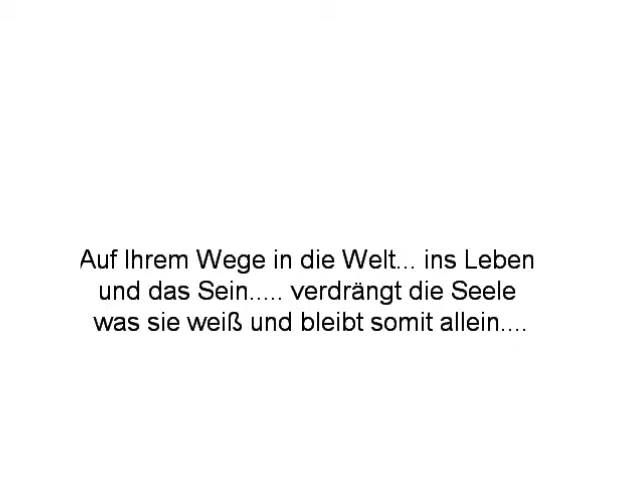 Auf Ihrem Wege in die Welt... ins Leben
und das Sein..... verdrängt die Seele
was sie weiß und bleibt somit allein....